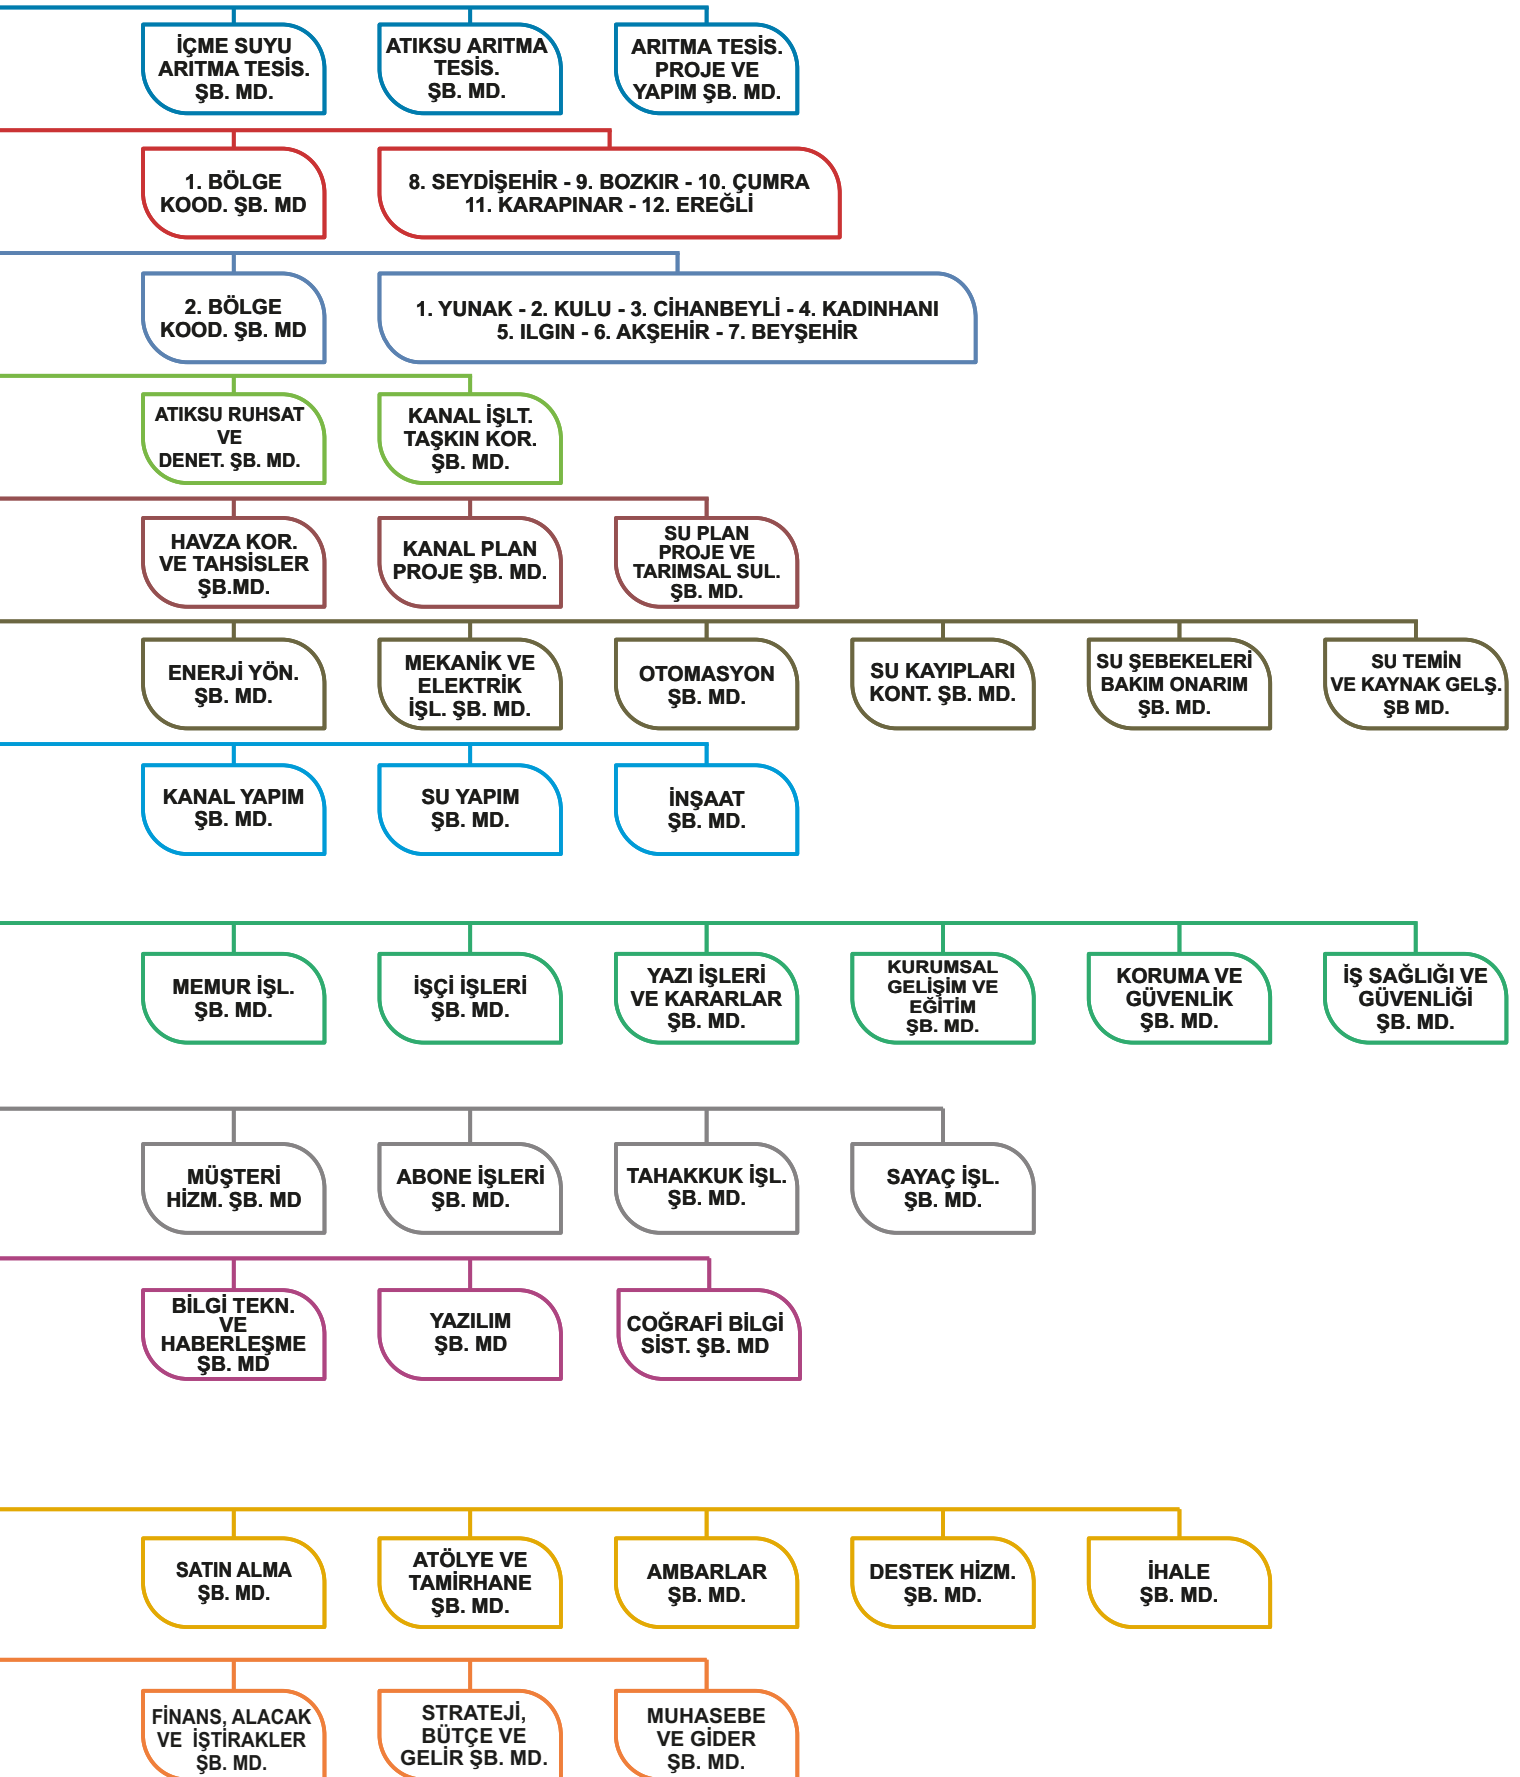 İÇME SUYU
ARITMA TESİS.
ŞB. MD.
ATIKSU ARITMA
TESİS.
ŞB. MD.
ARITMA TESİS.
PROJE VE
YAPIM ŞB. MD.
1. BÖLGE
KOOD. ŞB. MD
8. SEYDİŞEHİR - 9. BOZKIR - 10. ÇUMRA
11. KARAPINAR - 12. EREĞLİ
2. BÖLGE
KOOD. ŞB. MD
1. YUNAK - 2. KULU - 3. CİHANBEYLİ - 4. KADINHANI
5. ILGIN - 6. AKŞEHİR - 7. BEYŞEHİR
ATIKSU RUHSAT
VE
DENET. ŞB. MD.
KANAL İŞLT.
TAŞKIN KOR.
ŞB. MD.
HAVZA KOR.
VE TAHSİSLER
ŞB.MD.
KANAL PLAN
PROJE ŞB. MD.
SU PLAN
PROJE VE
TARIMSAL SUL.
ŞB. MD.
ENERJİ YÖN.
ŞB. MD.
MEKANİK VE
ELEKTRİK
İŞL. ŞB. MD.
OTOMASYON
ŞB. MD.
SU KAYIPLARI
KONT. ŞB. MD.
SU ŞEBEKELERİ
BAKIM ONARIM
ŞB. MD.
SU TEMİN
VE KAYNAK GELŞ.
ŞB MD.
KANAL YAPIM
ŞB. MD.
SU YAPIM
ŞB. MD.
İNŞAAT
ŞB. MD.
MEMUR İŞL.
ŞB. MD.
İŞÇİ İŞLERİ
ŞB. MD.
YAZI İŞLERİ
VE KARARLAR
ŞB. MD.
KURUMSAL
GELİŞİM VE
EĞİTİM
ŞB. MD.
KORUMA VE
GÜVENLİK
ŞB. MD.
İŞ SAĞLIĞI VE
GÜVENLİĞİ
ŞB. MD.
MÜŞTERİ
HİZM. ŞB. MD
ABONE İŞLERİ
ŞB. MD.
TAHAKKUK İŞL.
ŞB. MD.
SAYAÇ İŞL.
ŞB. MD.
BİLGİ TEKN.
VE
HABERLEŞME
ŞB. MD
YAZILIM
ŞB. MD
COĞRAFİ BİLGİ
SİST. ŞB. MD
SATIN ALMA
ŞB. MD.
ATÖLYE VE
TAMİRHANE
ŞB. MD.
AMBARLAR
ŞB. MD.
DESTEK HİZM.
ŞB. MD.
İHALE
ŞB. MD.
FİNANS, ALACAK
VE İŞTİRAKLER
ŞB. MD.
STRATEJİ,
BÜTÇE VE
GELİR ŞB. MD.
MUHASEBE
VE GİDER
ŞB. MD.